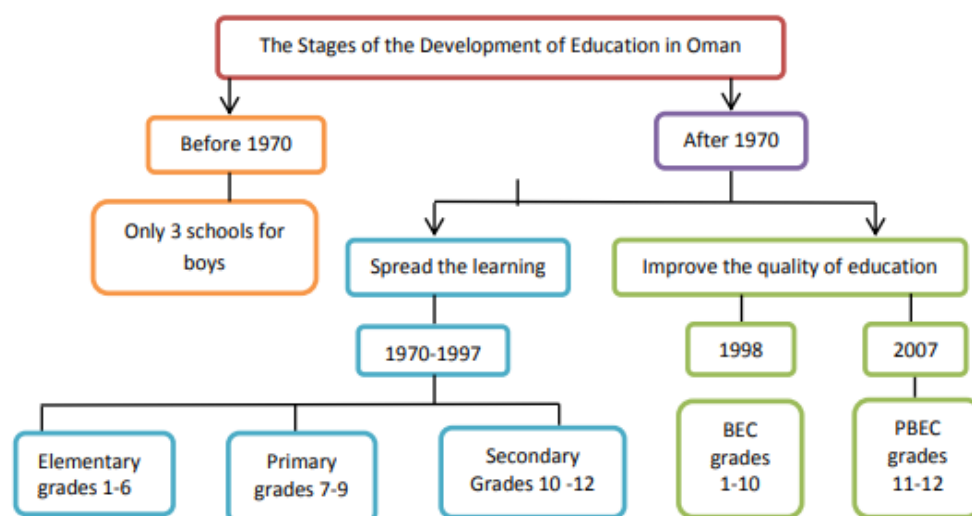 The Stages of the Development of Education in Oman
Before 1970
After 1970
Only 3 schools for
boys
Spread the learning
Improve the quality of education
1970-1997
1998
2007
Elementary
grades 1-6
Primary
grades 7-9
Secondary
Grades 10 -12
BEC
grades
1-10
PBEC
grades
11-12